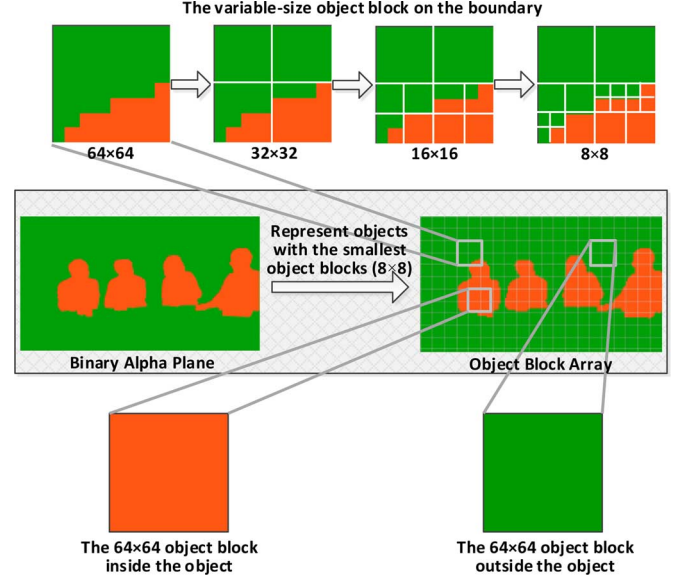 The variable-size object block on the boundary
64×64
32×32
16×16
8×8
Represent objects
with the smallest
object blocks (8×8)
Binary Alpha Plane
Object Block Array
The 64×64 object block
inside the object
The 64×64 object block
outside the object